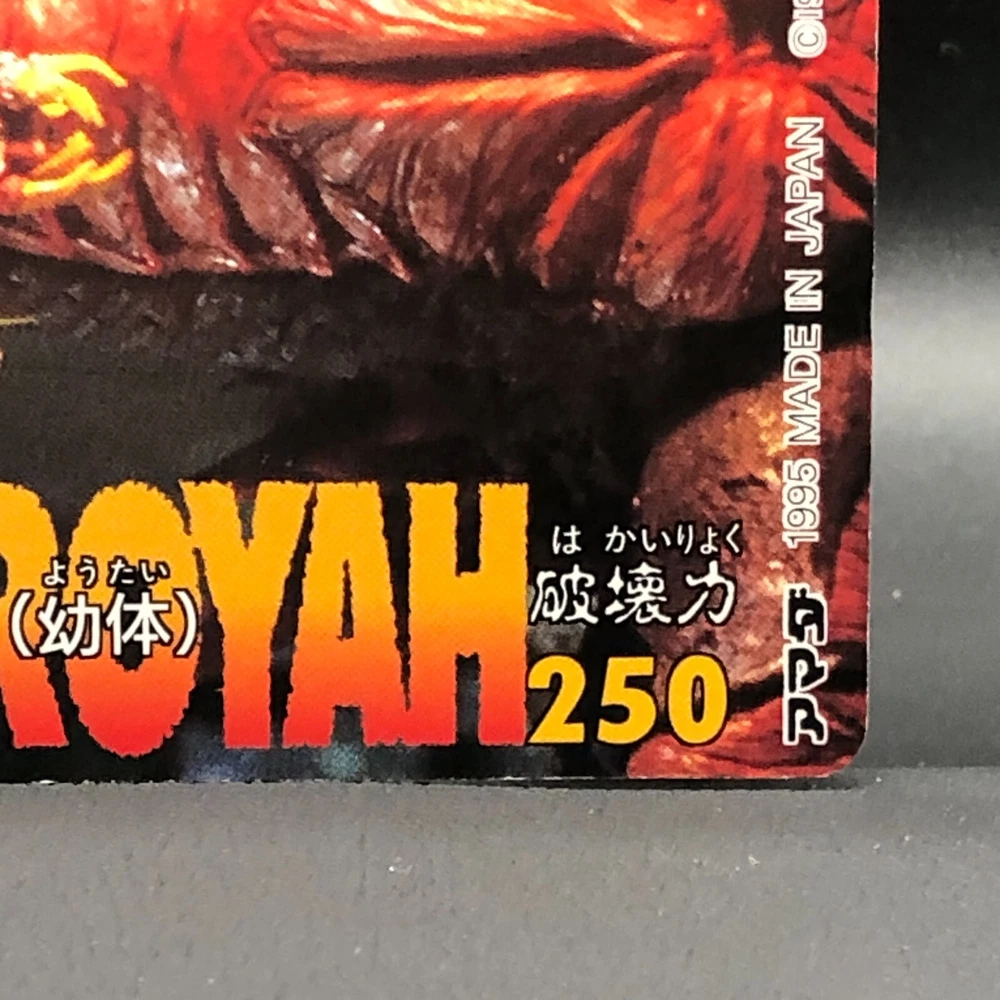 ROYAH
ようたい
(幼体)
は かいりょく
破壊力
250
アマダ 1995 MADE IN JAPAN ©19